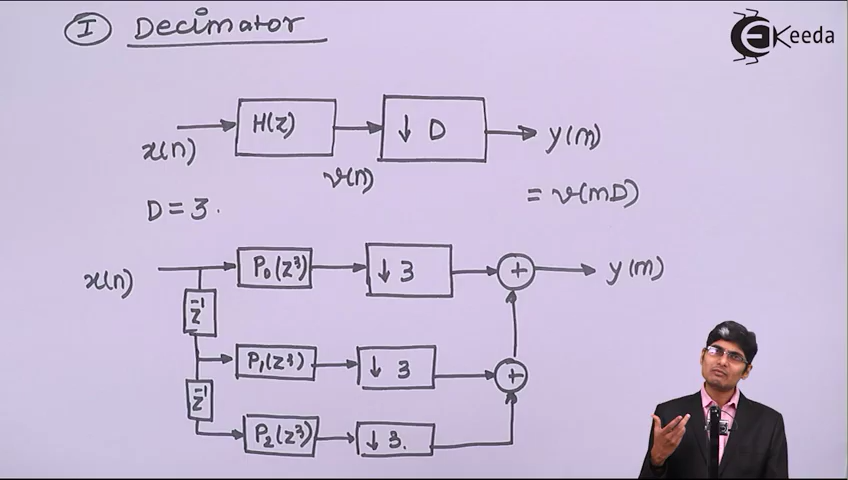 I Decimator
EKeeda
x(n) H(z) ↓ D y(m)
v(n)
D = 3. = v(mD)
x(n) P₀(z³) ↓ 3 + y(m)
z⁻¹
P₁(z³) ↓ 3 +
z⁻¹
P₂(z³) ↓ 3.